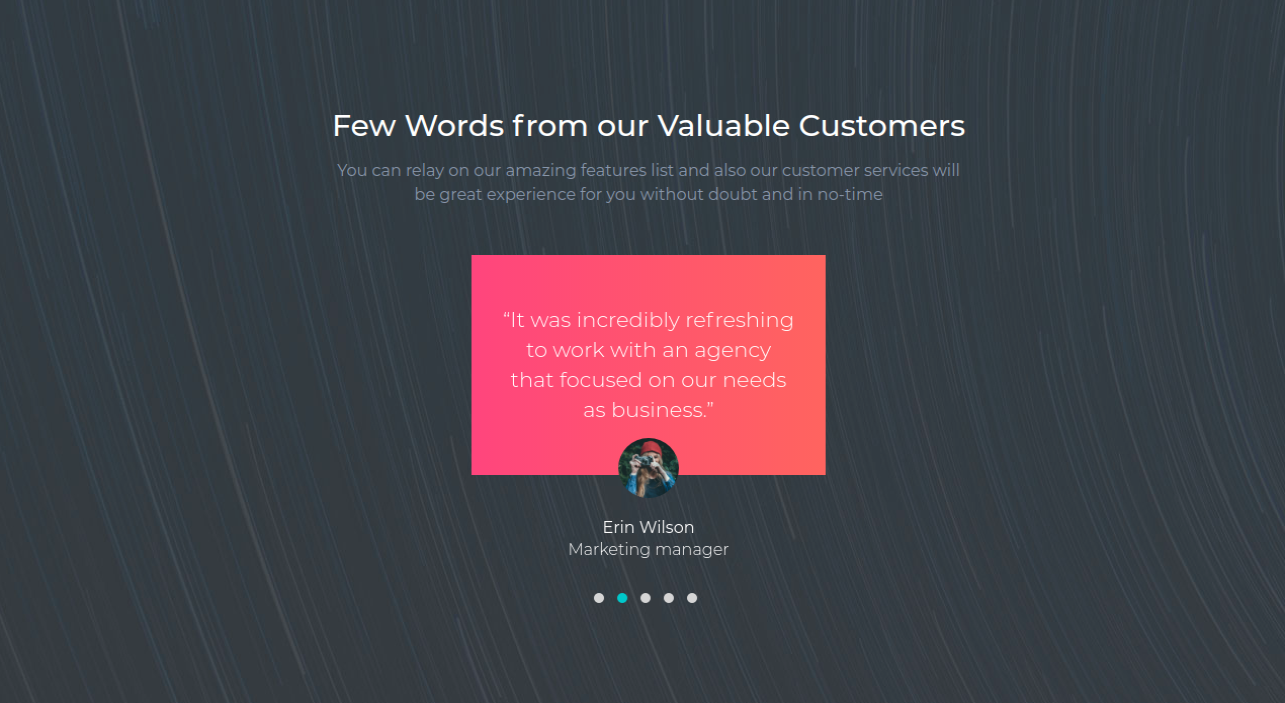 Few Words from our Valuable Customers
You can relay on our amazing features list and also our customer services will
be great experience for you without doubt and in no-time
“It was incredibly refreshing
to work with an agency
that focused on our needs
as business.”
Erin Wilson
Marketing manager